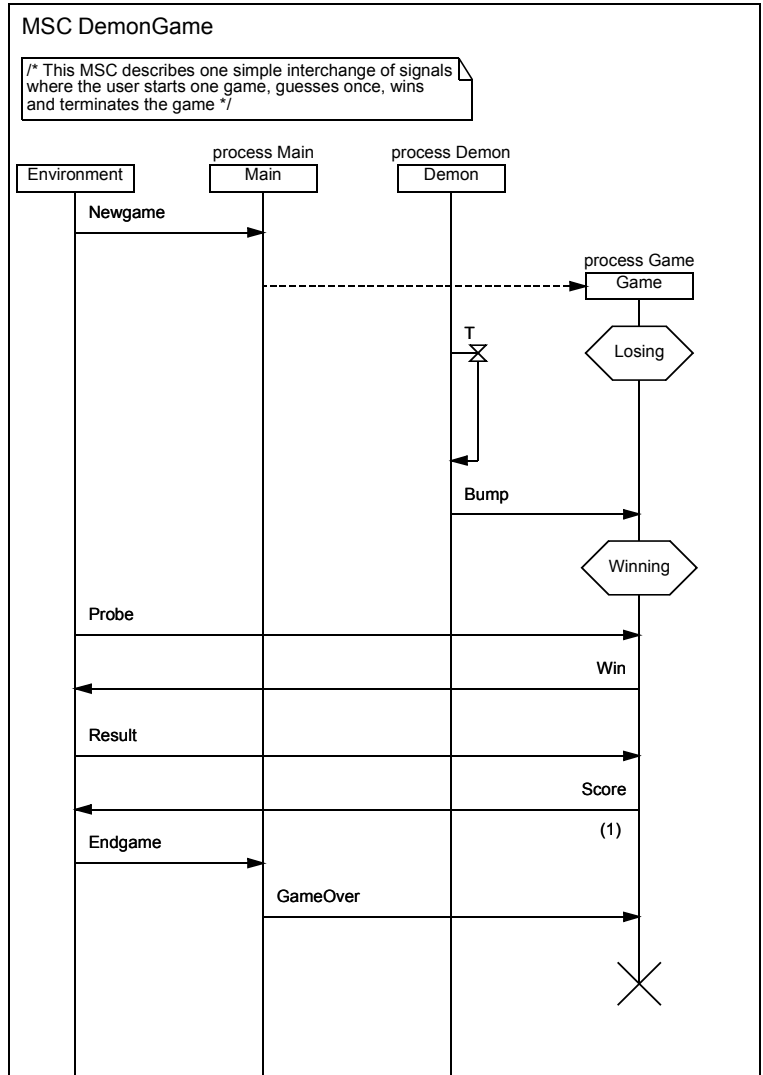 MSC DemonGame
/* This MSC describes one simple interchange of signals
where the user starts one game, guesses once, wins
and terminates the game */
process Main
process Demon
Environment
Main
Demon
Newgame
process Game
Game
T
Losing
Bump
Winning
Probe
Win
Result
Score
(1)
Endgame
GameOver